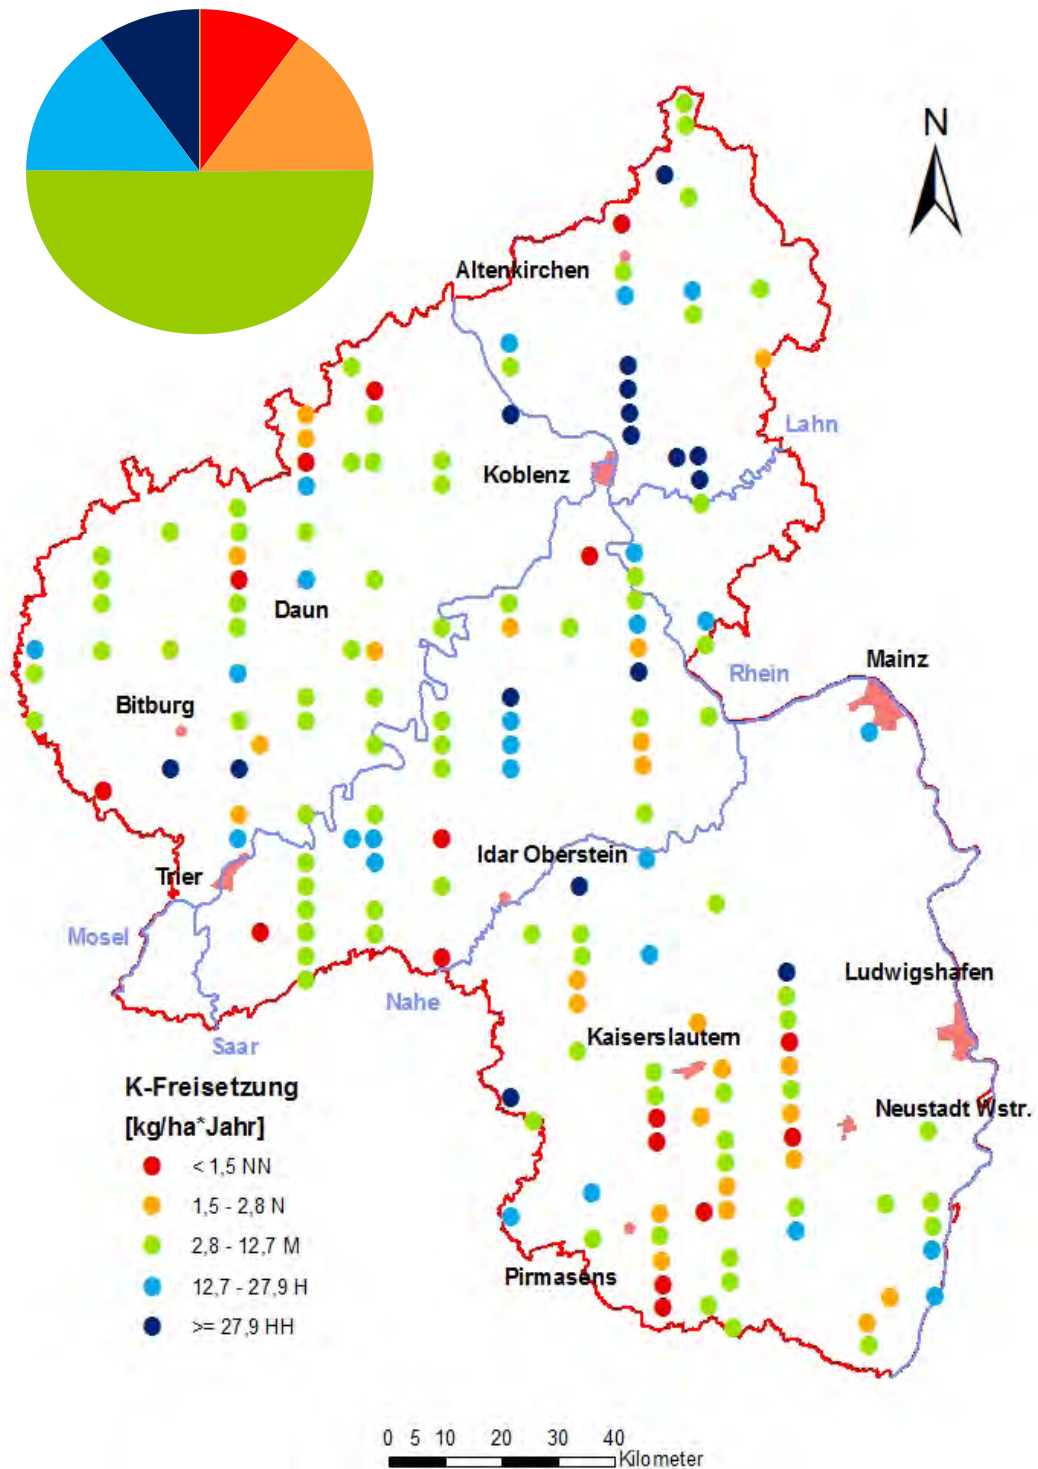 N
Altenkirchen
Lahn
Koblenz
Daun
Rhein
Mainz
Bitburg
Idar Oberstein
Trier
Mosel
Ludwigshafen
Nahe
Kaiserslautern
Saar
K-Freisetzung
[kg/ha*Jahr]
Neustadt Wstr.
< 1,5 NN
1,5 - 2,8 N
2,8 - 12,7 M
12,7 - 27,9 H
>= 27,9 HH
Pirmasens
0 5 10 20 30 40
Kilometer